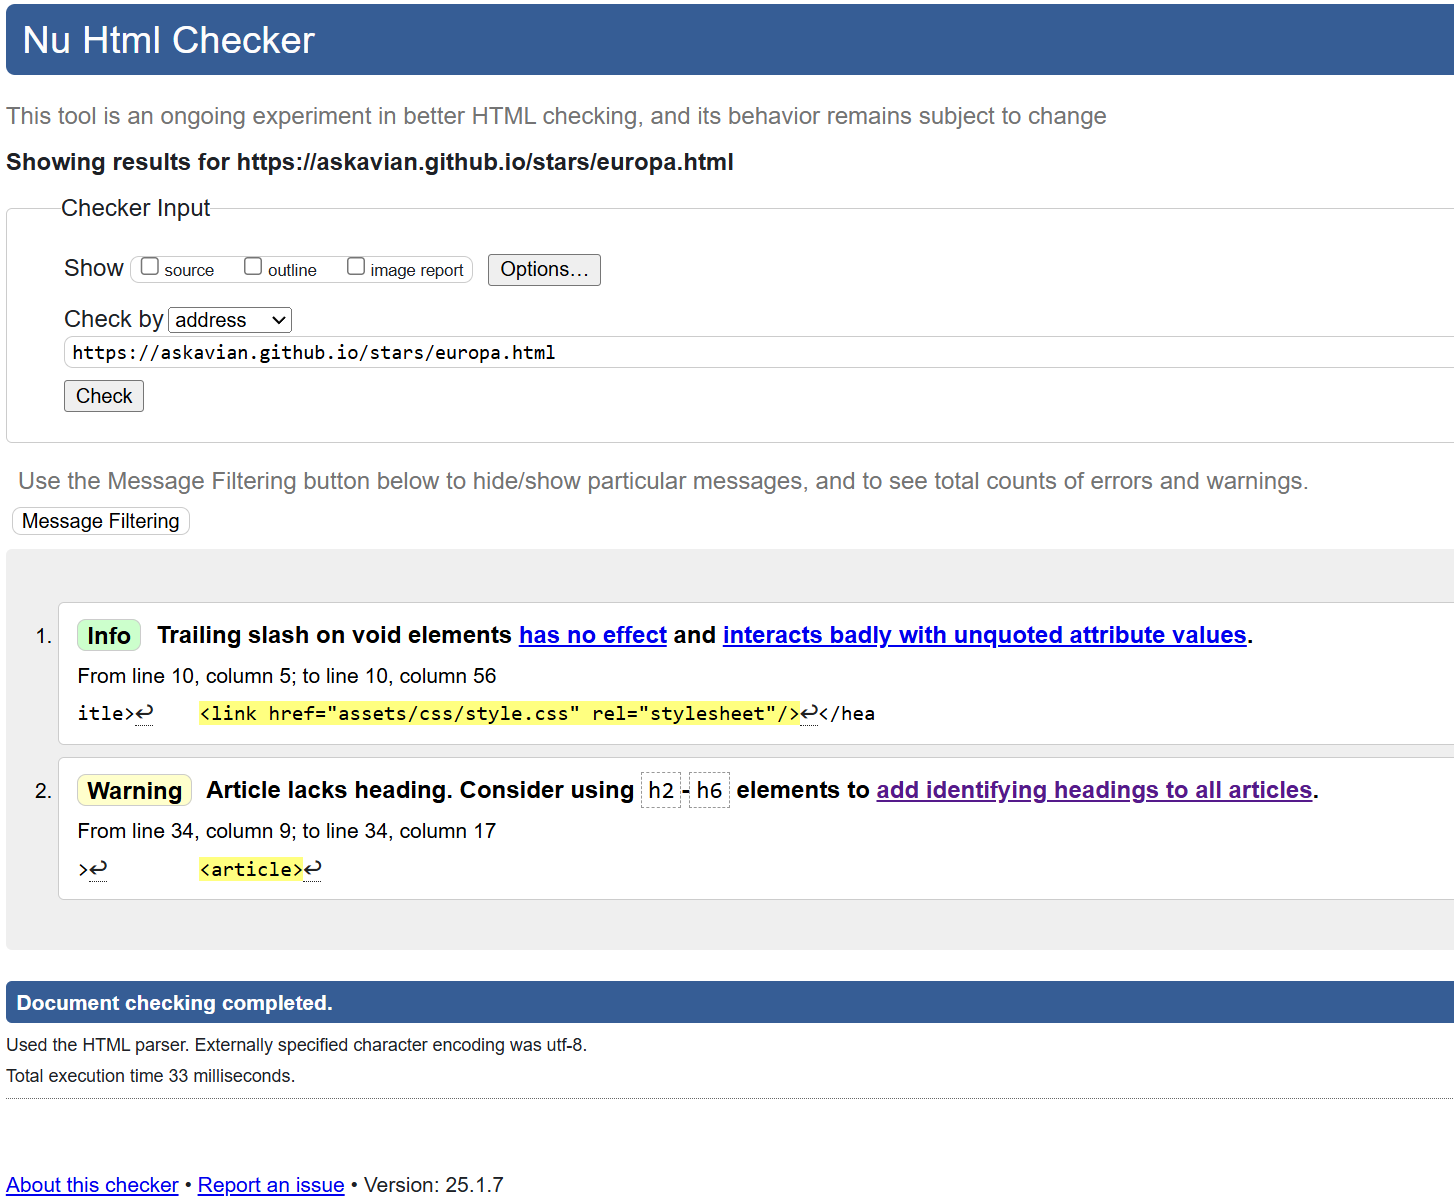 Nu Html Checker
This tool is an ongoing experiment in better HTML checking, and its behavior remains subject to change
Showing results for https://askavian.github.io/stars/europa.html
Checker Input
Show source outline image report Options…
Check by address
https://askavian.github.io/stars/europa.html
Check
Use the Message Filtering button below to hide/show particular messages, and to see total counts of errors and warnings.
Message Filtering
1. Info Trailing slash on void elements has no effect and interacts badly with unquoted attribute values.
From line 10, column 5; to line 10, column 56
itle>↩ <link href="assets/css/style.css" rel="stylesheet"/>↩</hea
2. Warning Article lacks heading. Consider using h2-h6 elements to add identifying headings to all articles.
From line 34, column 9; to line 34, column 17
>↩ <article>↩
Document checking completed.
Used the HTML parser. Externally specified character encoding was utf-8.
Total execution time 33 milliseconds.
About this checker • Report an issue • Version: 25.1.7